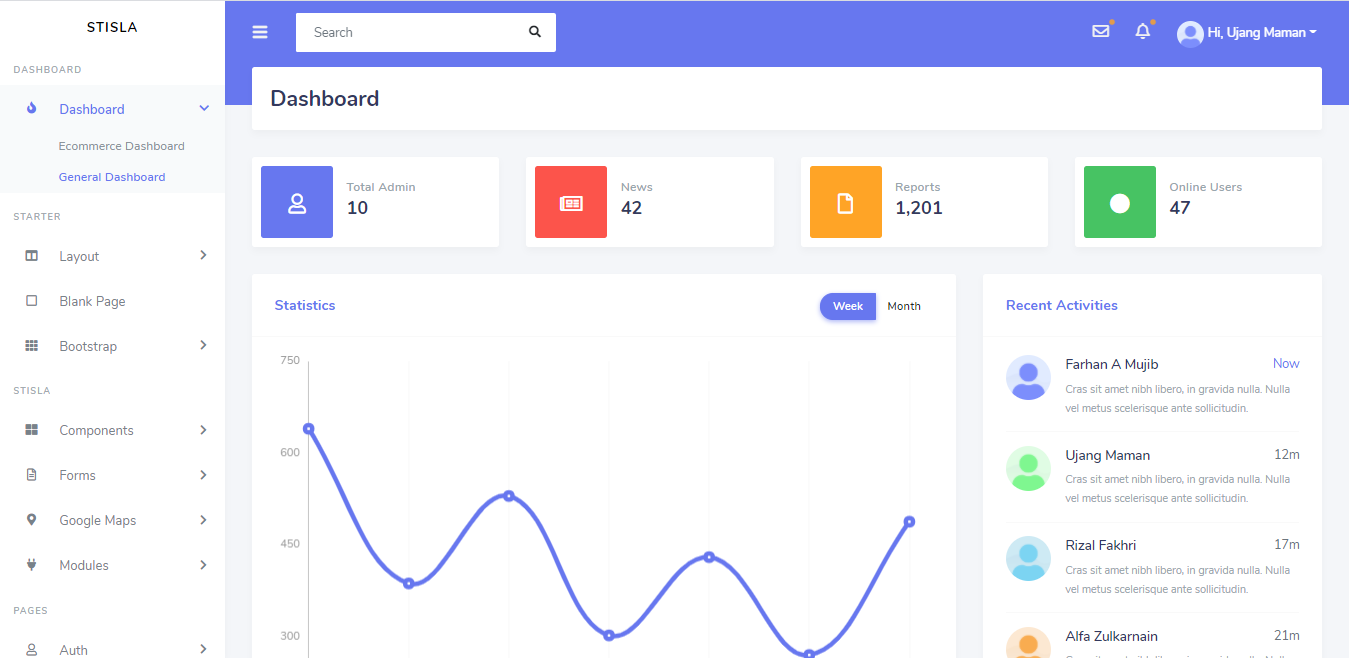 STISLA
DASHBOARD
Dashboard
Ecommerce Dashboard
General Dashboard
STARTER
Layout
Blank Page
Bootstrap
STISLA
Components
Forms
Google Maps
Modules
PAGES
Auth
Search
Hi, Ujang Maman
Dashboard
Total Admin
10
News
42
Reports
1,201
Online Users
47
Statistics
Week
Month
750
600
450
300
Recent Activities
Farhan A Mujib
Now
Cras sit amet nibh libero, in gravida nulla. Nulla
vel metus scelerisque ante sollicitudin.
Ujang Maman
12m
Cras sit amet nibh libero, in gravida nulla. Nulla
vel metus scelerisque ante sollicitudin.
Rizal Fakhri
17m
Cras sit amet nibh libero, in gravida nulla. Nulla
vel metus scelerisque ante sollicitudin.
Alfa Zulkarnain
21m